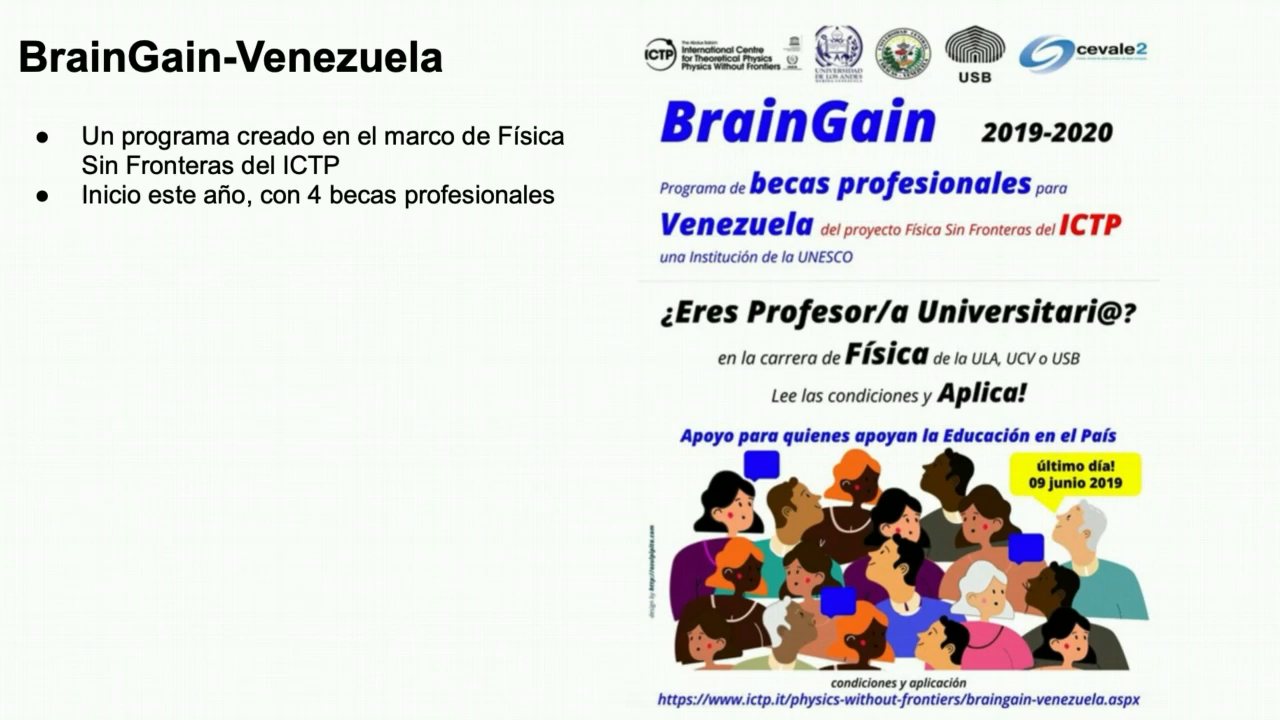 BrainGain-Venezuela
● Un programa creado en el marco de Física
Sin Fronteras del ICTP
● Inicio este año, con 4 becas profesionales
ICTP
The Abdus Salam
International Centre
for Theoretical Physics
Physics Without Frontiers
UNIVERSIDAD
DE LOS ANDES
MERIDA VENEZUELA
USB
cevale2
BrainGain 2019-2020
Programa de becas profesionales para
Venezuela del proyecto Física Sin Fronteras del ICTP
una Institución de la UNESCO
¿Eres Profesor/a Universitari@?
en la carrera de Física de la ULA, UCV o USB
Lee las condiciones y Aplica!
Apoyo para quienes apoyan la Educación en el País
último día!
09 junio 2019
condiciones y aplicación
https://www.ictp.it/physics-without-frontiers/braingain-venezuela.aspx